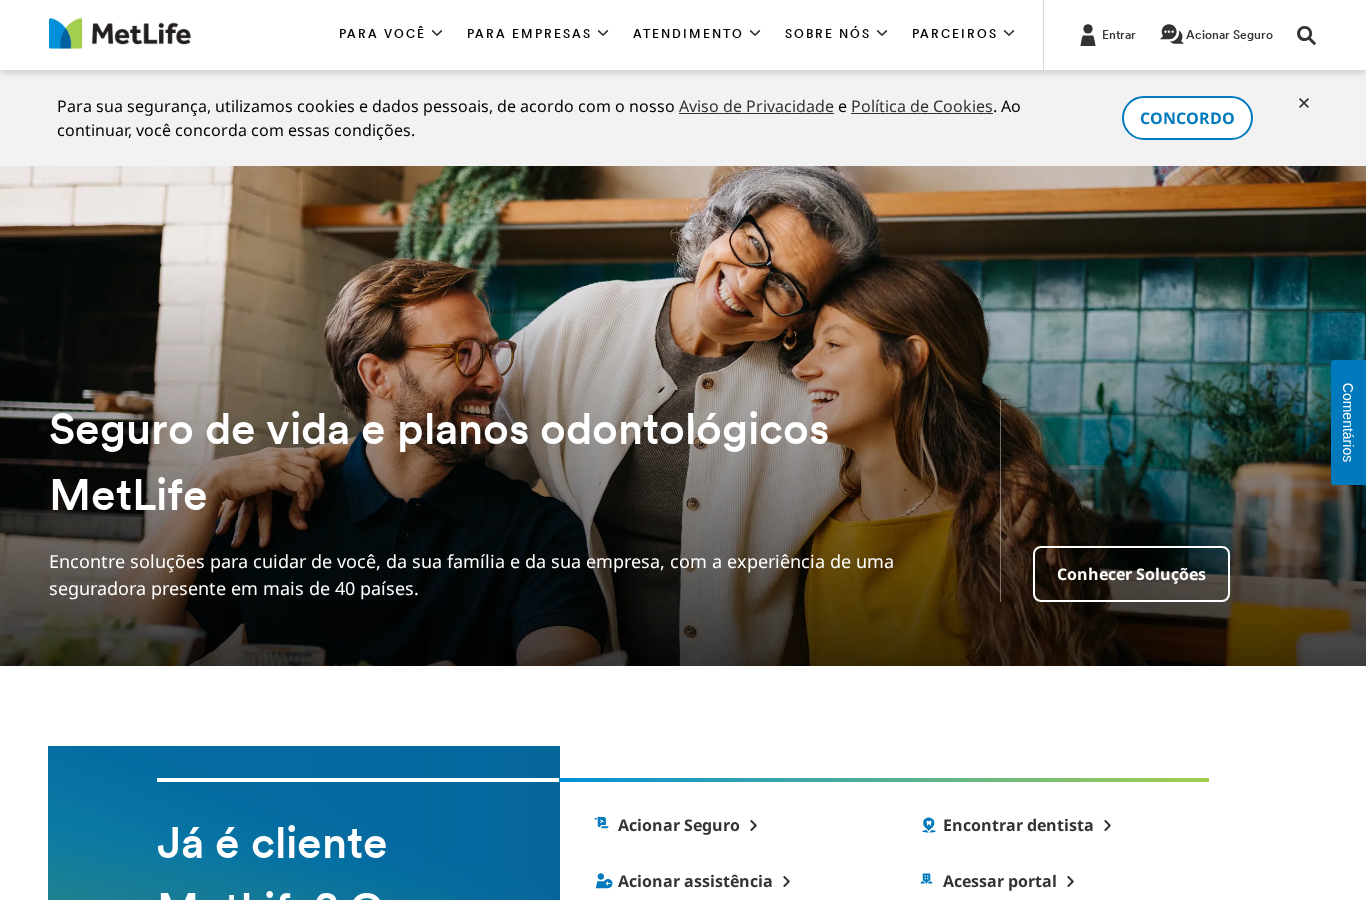 MetLife
PARA VOCÊ
PARA EMPRESAS
ATENDIMENTO
SOBRE NÓS
PARCEIROS
Entrar
Acionar Seguro
Para sua segurança, utilizamos cookies e dados pessoais, de acordo com o nosso Aviso de Privacidade e Política de Cookies. Ao
continuar, você concorda com essas condições.
CONCORDO
Comentários
Seguro de vida e planos odontológicos
MetLife
Encontre soluções para cuidar de você, da sua família e da sua empresa, com a experiência de uma
seguradora presente em mais de 40 países.
Conhecer Soluções
Já é cliente
Acionar Seguro
Encontrar dentista
Acionar assistência
Acessar portal